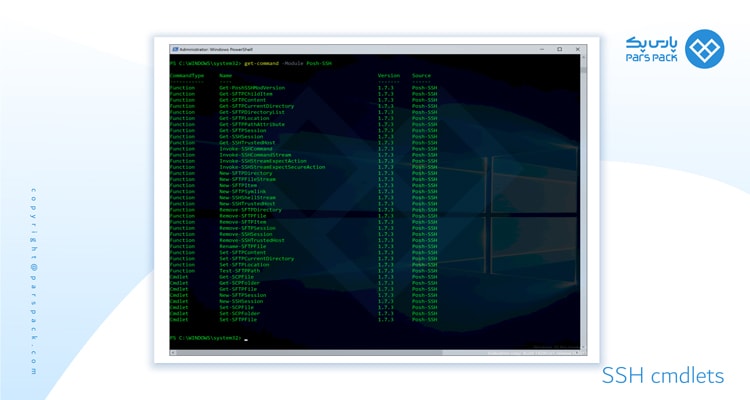 Administrator: Windows PowerShell
پارس پک
PARS PACK
PS C:\WINDOWS\system32> get-command -Module Posh-SSH
CommandType Name Version Source
----------- ---- ------- ------
Function Get-PoshSSHModVersion 1.7.3 Posh-SSH
Function Get-SFTPChildItem 1.7.3 Posh-SSH
Function Get-SFTPContent 1.7.3 Posh-SSH
Function Get-SFTPCurrentDirectory 1.7.3 Posh-SSH
Function Get-SFTPDirectoryList 1.7.3 Posh-SSH
Function Get-SFTPLocation 1.7.3 Posh-SSH
Function Get-SFTPPathAttribute 1.7.3 Posh-SSH
Function Get-SFTPSession 1.7.3 Posh-SSH
Function Get-SSHSession 1.7.3 Posh-SSH
Function Get-SSHTrustedHost 1.7.3 Posh-SSH
Function Invoke-SSHCommand 1.7.3 Posh-SSH
Function Invoke-SSHCommandStream 1.7.3 Posh-SSH
Function Invoke-SSHStreamExpectAction 1.7.3 Posh-SSH
Function Invoke-SSHStreamExpectSecureAction 1.7.3 Posh-SSH
Function New-SFTPDirectory 1.7.3 Posh-SSH
Function New-SFTPFileStream 1.7.3 Posh-SSH
Function New-SFTPItem 1.7.3 Posh-SSH
Function New-SFTPSymlink 1.7.3 Posh-SSH
Function New-SSHShellStream 1.7.3 Posh-SSH
Function New-SSHTrustedHost 1.7.3 Posh-SSH
Function Remove-SFTPDirectory 1.7.3 Posh-SSH
Function Remove-SFTPFile 1.7.3 Posh-SSH
Function Remove-SFTPItem 1.7.3 Posh-SSH
Function Remove-SFTPSession 1.7.3 Posh-SSH
Function Remove-SSHSession 1.7.3 Posh-SSH
Function Remove-SSHTrustedHost 1.7.3 Posh-SSH
Function Rename-SFTPFile 1.7.3 Posh-SSH
Function Set-SFTPContent 1.7.3 Posh-SSH
Function Set-SFTPCurrentDirectory 1.7.3 Posh-SSH
Function Set-SFTPLocation 1.7.3 Posh-SSH
Function Test-SFTPPath 1.7.3 Posh-SSH
Cmdlet Get-SCPFile 1.7.3 Posh-SSH
Cmdlet Get-SCPFolder 1.7.3 Posh-SSH
Cmdlet Get-SFTPFile 1.7.3 Posh-SSH
Cmdlet New-SFTPSession 1.7.3 Posh-SSH
Cmdlet New-SSHSession 1.7.3 Posh-SSH
Cmdlet Set-SCPFile 1.7.3 Posh-SSH
Cmdlet Set-SCPFolder 1.7.3 Posh-SSH
Cmdlet Set-SFTPFile 1.7.3 Posh-SSH
PS C:\WINDOWS\system32>
copyright@parspack.com
SSH cmdlets